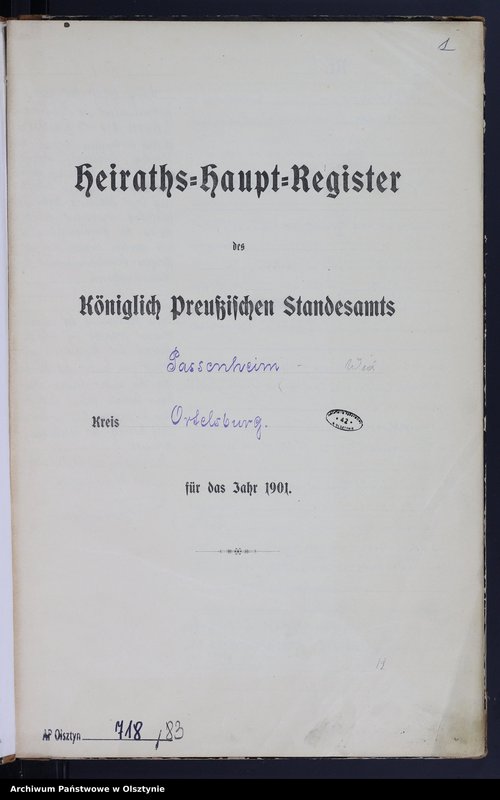 1
Heiraths-Haupt-Register
des
Königlich Preußischen Standesamts
Passenheim -
Kreis Ortelsburg.
für das Jahr 1901.
AP Olsztyn 718/83
Archiwum Państwowe w Olsztynie